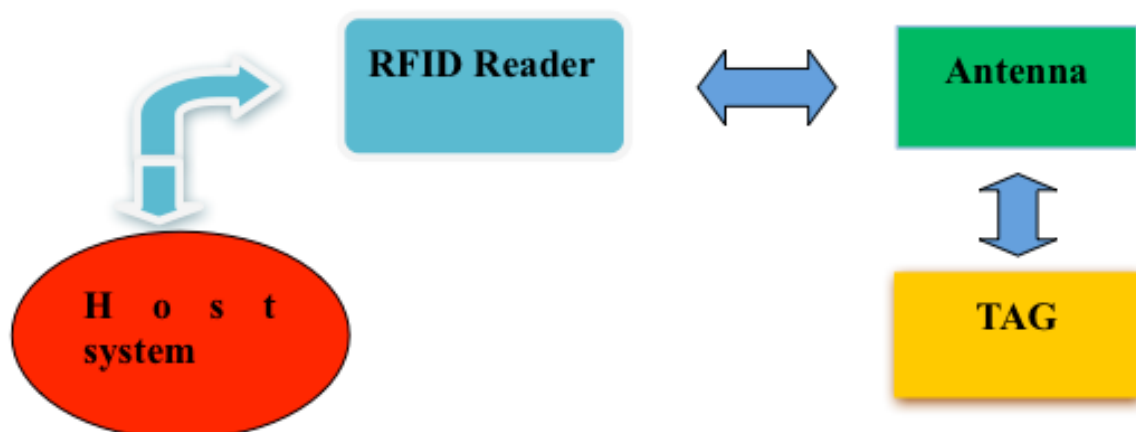 RFID Reader
Antenna
TAG
H o s t
system